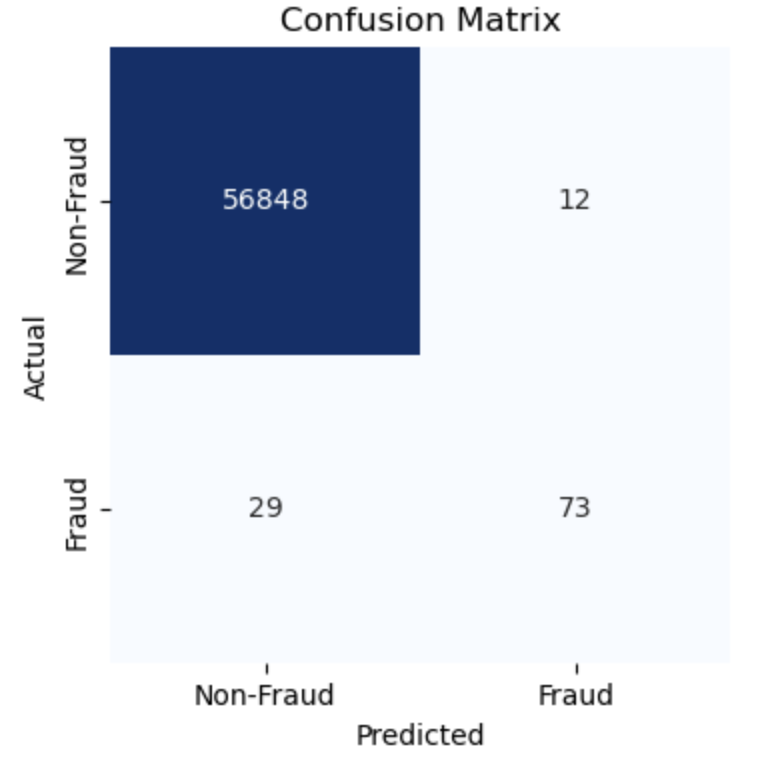 Confusion Matrix
Actual
Non-Fraud
56848 12
Fraud
29 73
Non-Fraud Fraud
Predicted